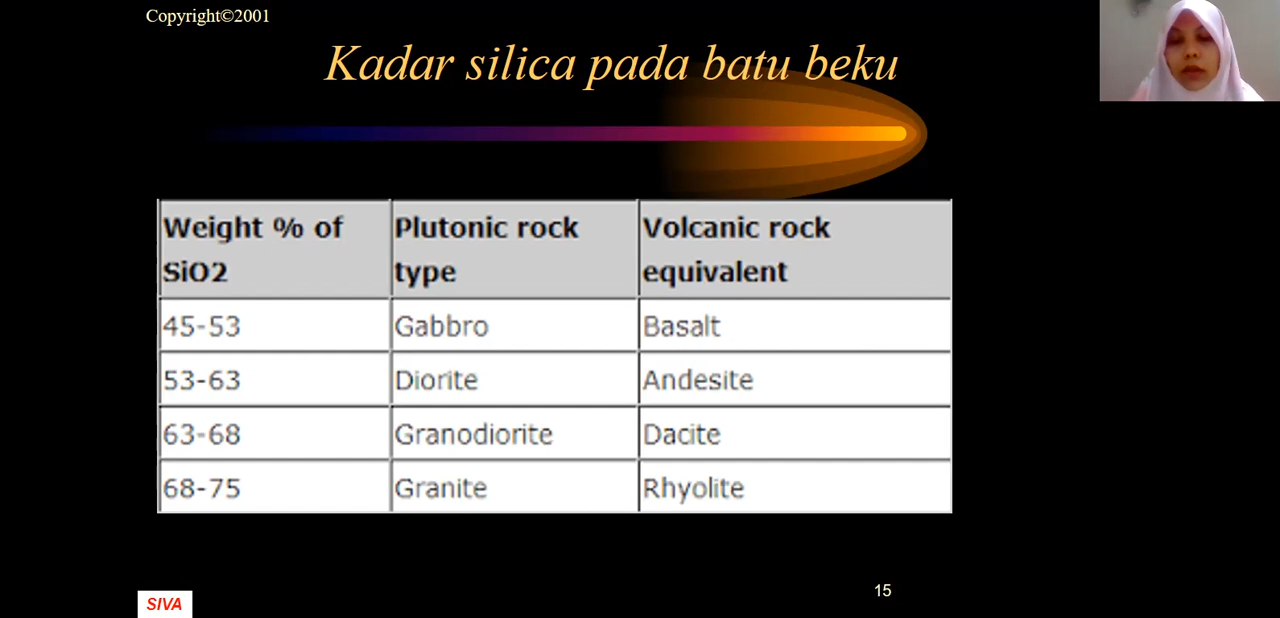 Copyright©2001
Kadar silica pada batu beku
Weight % of SiO2 Plutonic rock type Volcanic rock equivalent
45-53 Gabbro Basalt
53-63 Diorite Andesite
63-68 Granodiorite Dacite
68-75 Granite Rhyolite
SIVA
15